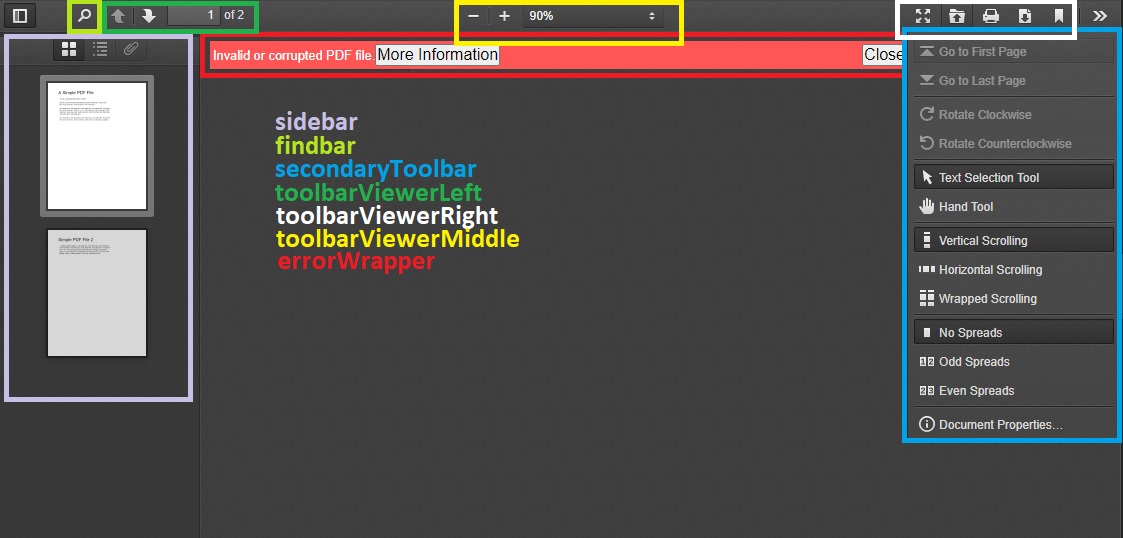 1 of 2
90%
Invalid or corrupted PDF file. More Information Close
Go to First Page
Go to Last Page
Rotate Clockwise
Rotate Counterclockwise
Text Selection Tool
Hand Tool
Vertical Scrolling
Horizontal Scrolling
Wrapped Scrolling
No Spreads
Odd Spreads
Even Spreads
Document Properties...
A Simple PDF File
Simple PDF File 2
sidebar
findbar
secondaryToolbar
toolbarViewerLeft
toolbarViewerRight
toolbarViewerMiddle
errorWrapper